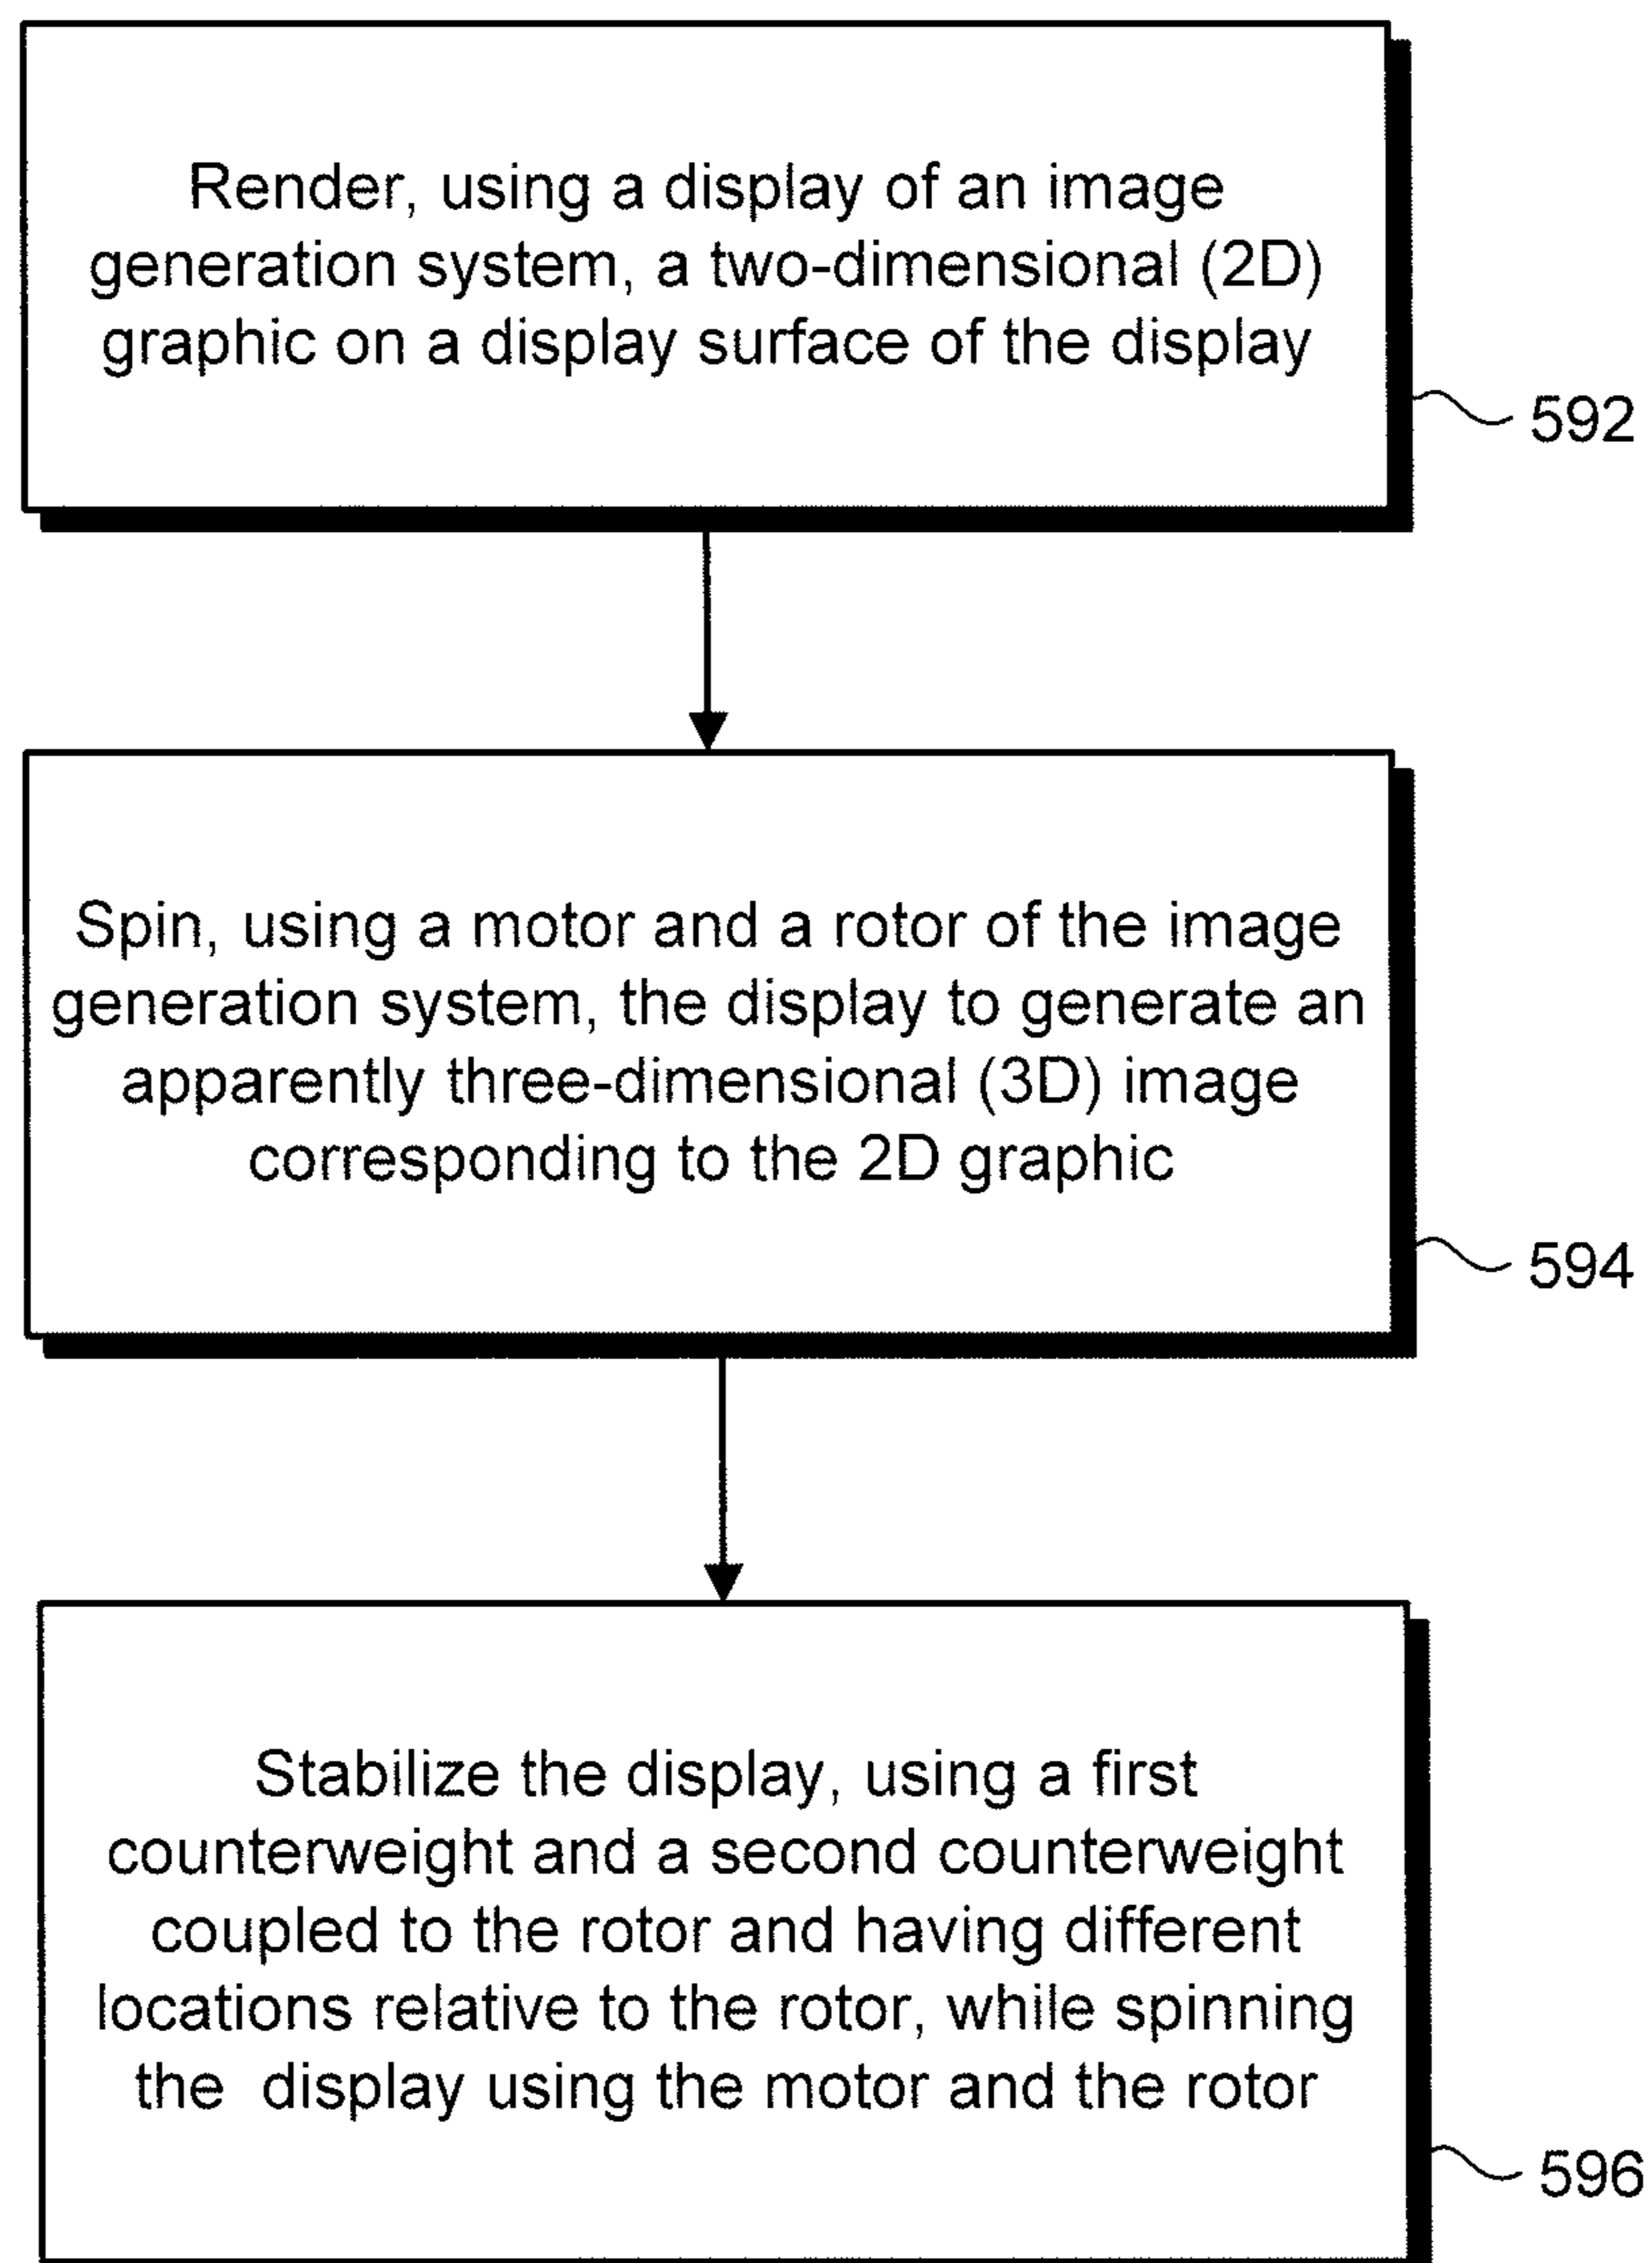 Render, using a display of an image
generation system, a two-dimensional (2D)
graphic on a display surface of the display
592
Spin, using a motor and a rotor of the image
generation system, the display to generate an
apparently three-dimensional (3D) image
corresponding to the 2D graphic
594
Stabilize the display, using a first
counterweight and a second counterweight
coupled to the rotor and having different
locations relative to the rotor, while spinning
the  display using the motor and the rotor
596